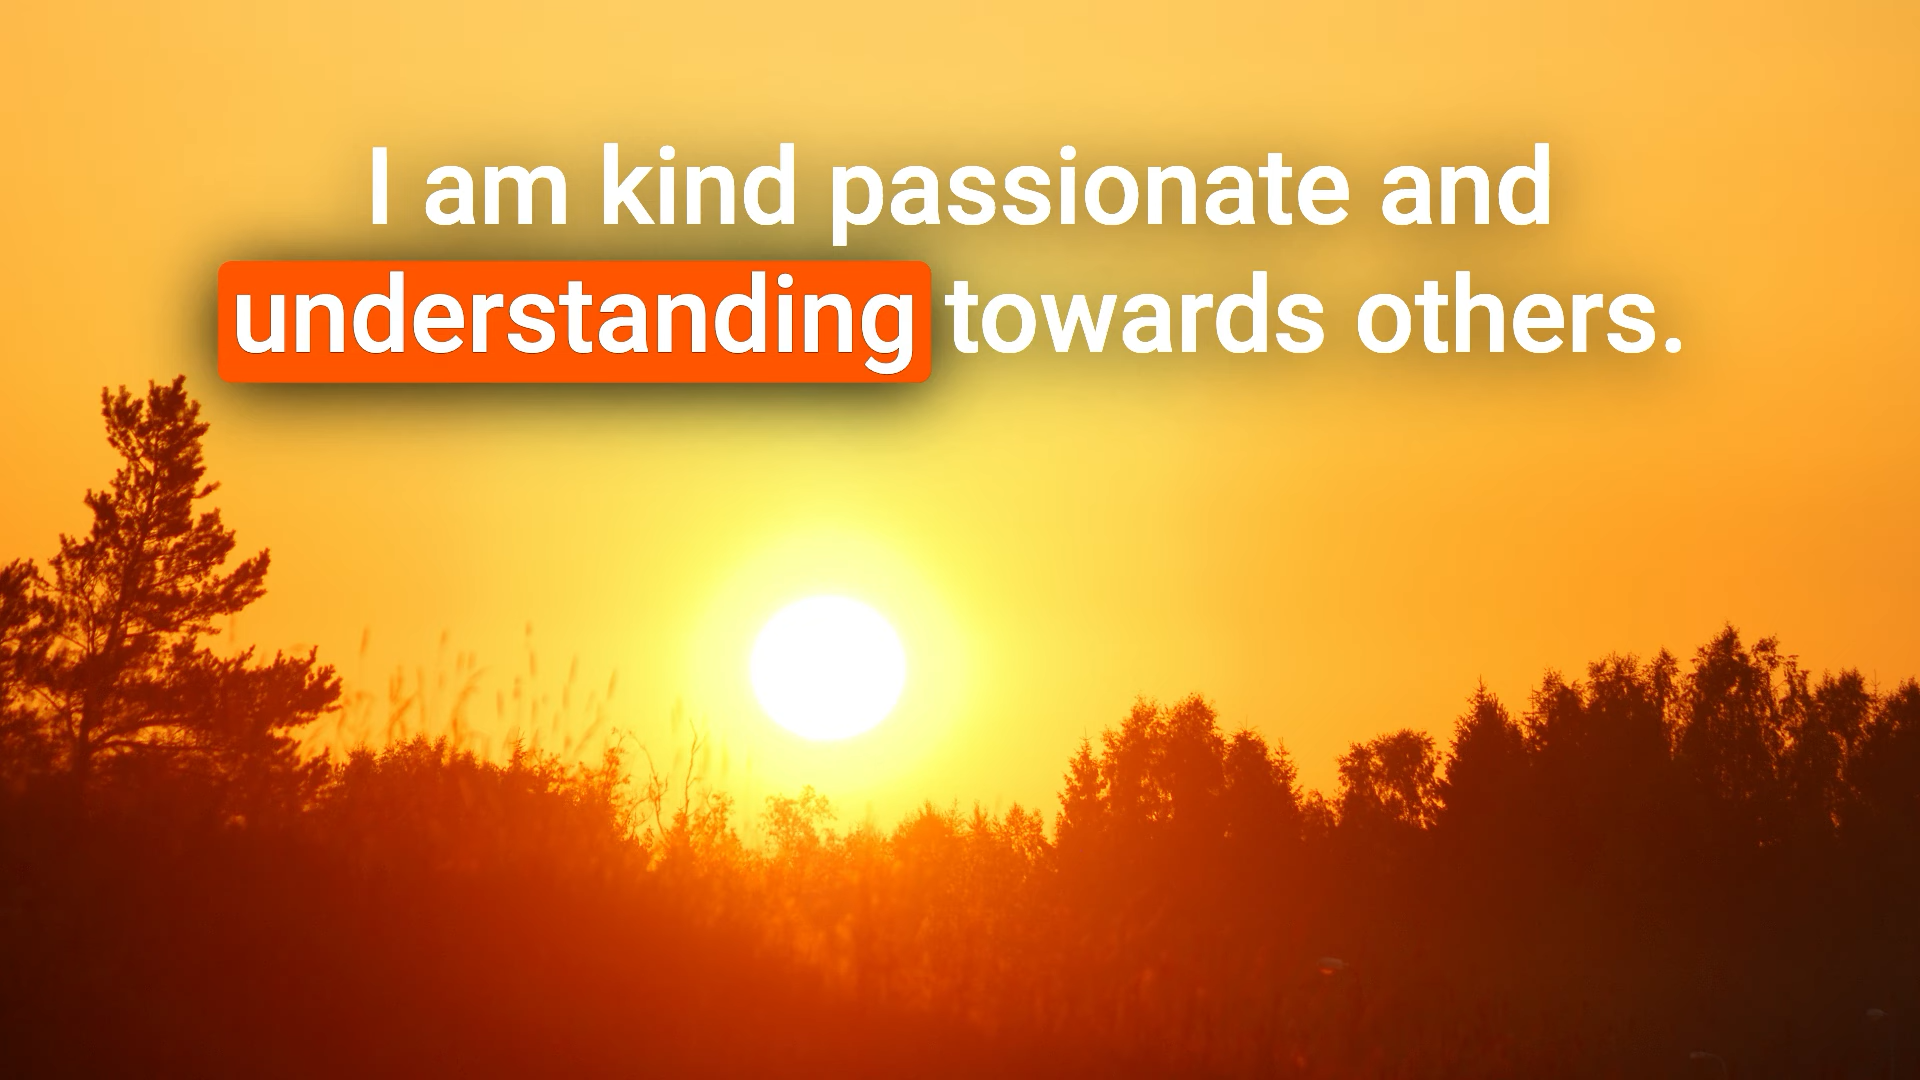 I am kind passionate and
understanding towards others.